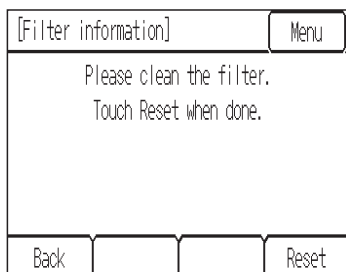 [Filter information]
Menu
Please clean the filter.
Touch Reset when done.
Back
Reset